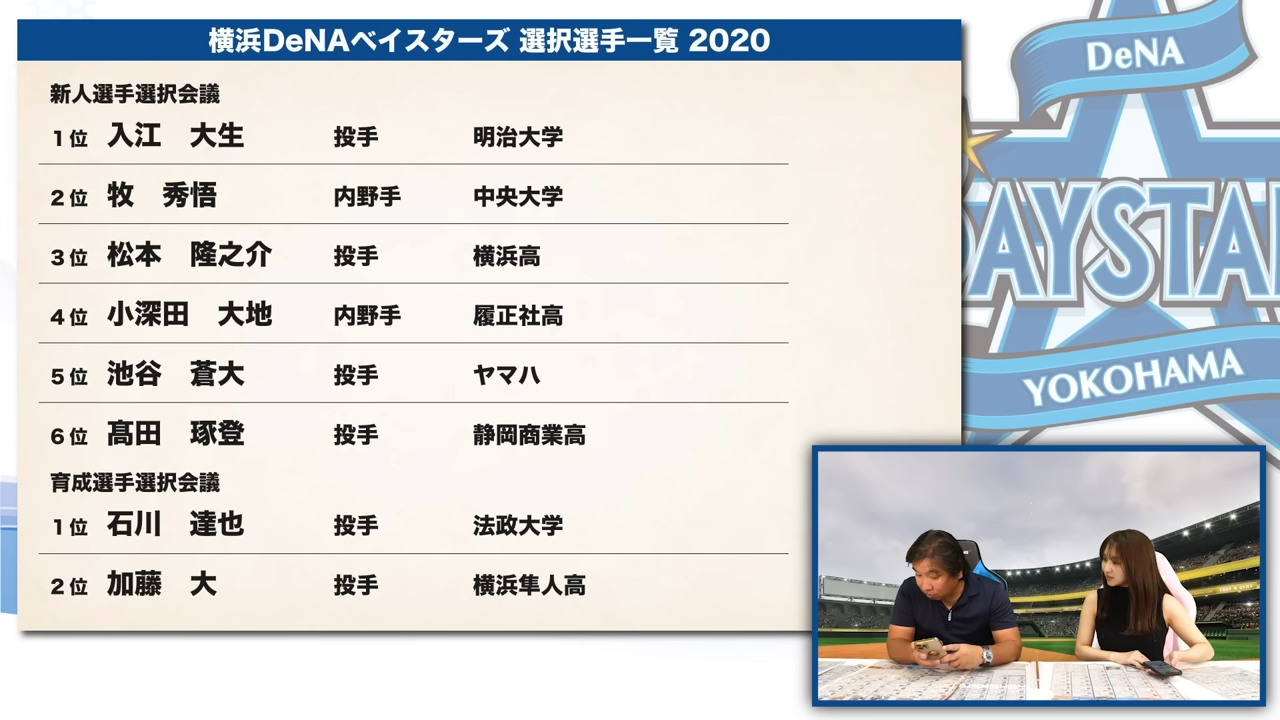 横浜DeNAベイスターズ 選択選手一覧 2020
新人選手選択会議
1位 入江 大生 投手 明治大学
2位 牧 秀悟 内野手 中央大学
3位 松本 隆之介 投手 横浜高
4位 小深田 大地 内野手 履正社高
5位 池谷 蒼大 投手 ヤマハ
6位 髙田 琢登 投手 静岡商業高
育成選手選択会議
1位 石川 達也 投手 法政大学
2位 加藤 大 投手 横浜隼人高
DeNA
YOKOHAMA